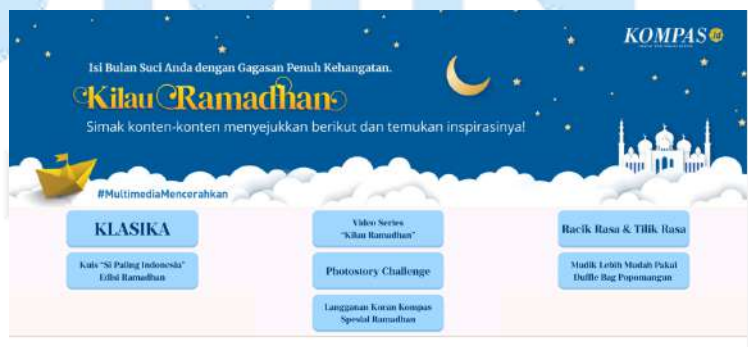 KOMPAS.id
Isi Bulan Suci Anda dengan Gagasan Penuh Kehangatan.
Kilau Ramadhan
Simak konten-konten menyejukkan berikut dan temukan inspirasinya!
#MultimediaMencerahkan
KLASIKA
Video Series
"Kilau Ramadhan"
Racik Rasa & Tilik Rasa
Kuis "Si Paling Indonesia"
Edisi Ramadhan
Photostory Challenge
Mudik Lebih Mudah Pakai
Duffle Bag Popomangun
Langganan Koran Kompas
Spesial Ramadhan